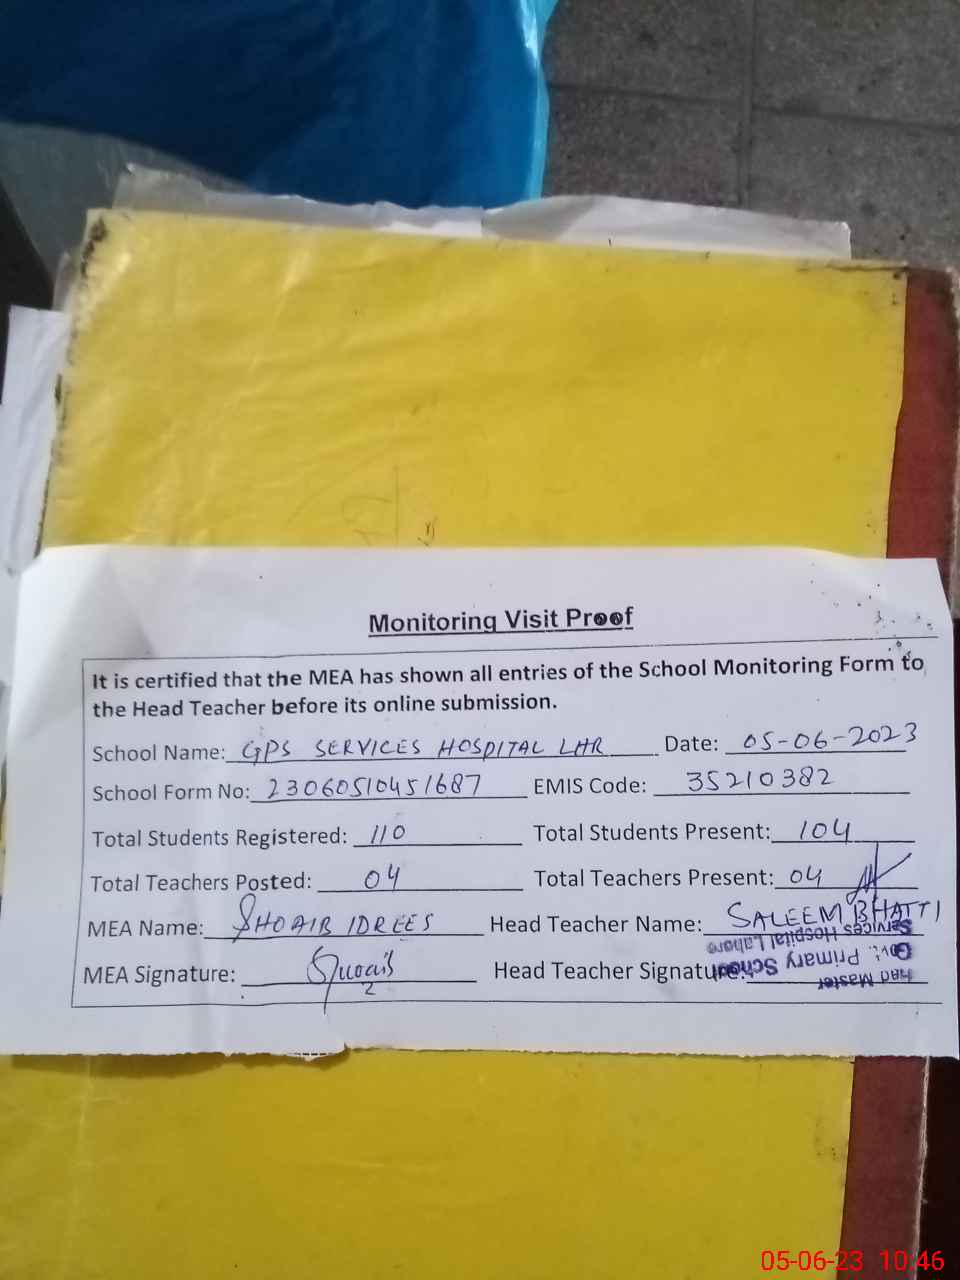 Monitoring Visit Proof
It is certified that the MEA has shown all entries of the School Monitoring Form to
the Head Teacher before its online submission.
School Name: GPS SERVICES HOSPITAL LHR Date: 05-06-2023
School Form No: 23060510451687 EMIS Code: 35210382
Total Students Registered: 110 Total Students Present: 104
Total Teachers Posted: 04 Total Teachers Present: 04
MEA Name: SHOAIB IDREES Head Teacher Name: SALEEM BHATTI
MEA Signature: Shoaib Head Teacher Signature:
Head Master
Govt. Primary School
Services Hospital Lahore
05-06-23 10:46